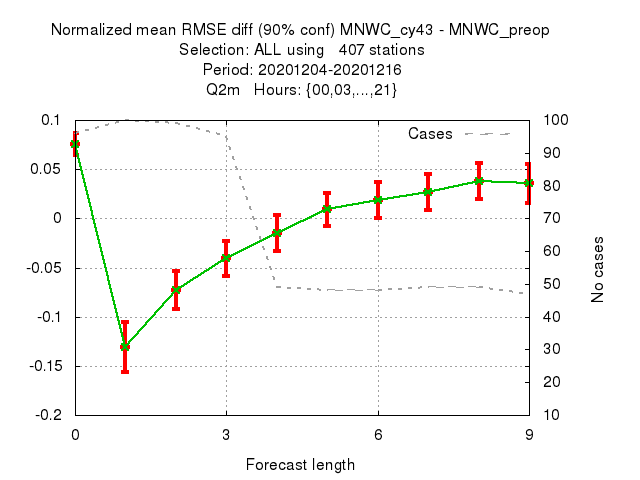 Normalized mean RMSE diff (90% conf) MNWC_cy43 - MNWC_preop
Selection: ALL using   407 stations
Period: 20201204-20201216
Q2m   Hours: {00,03,...,21}
Cases
0.1
0.05
0
-0.05
-0.1
-0.15
-0.2
100
90
80
70
60
50
40
30
20
10
No cases
0 3 6 9
Forecast length